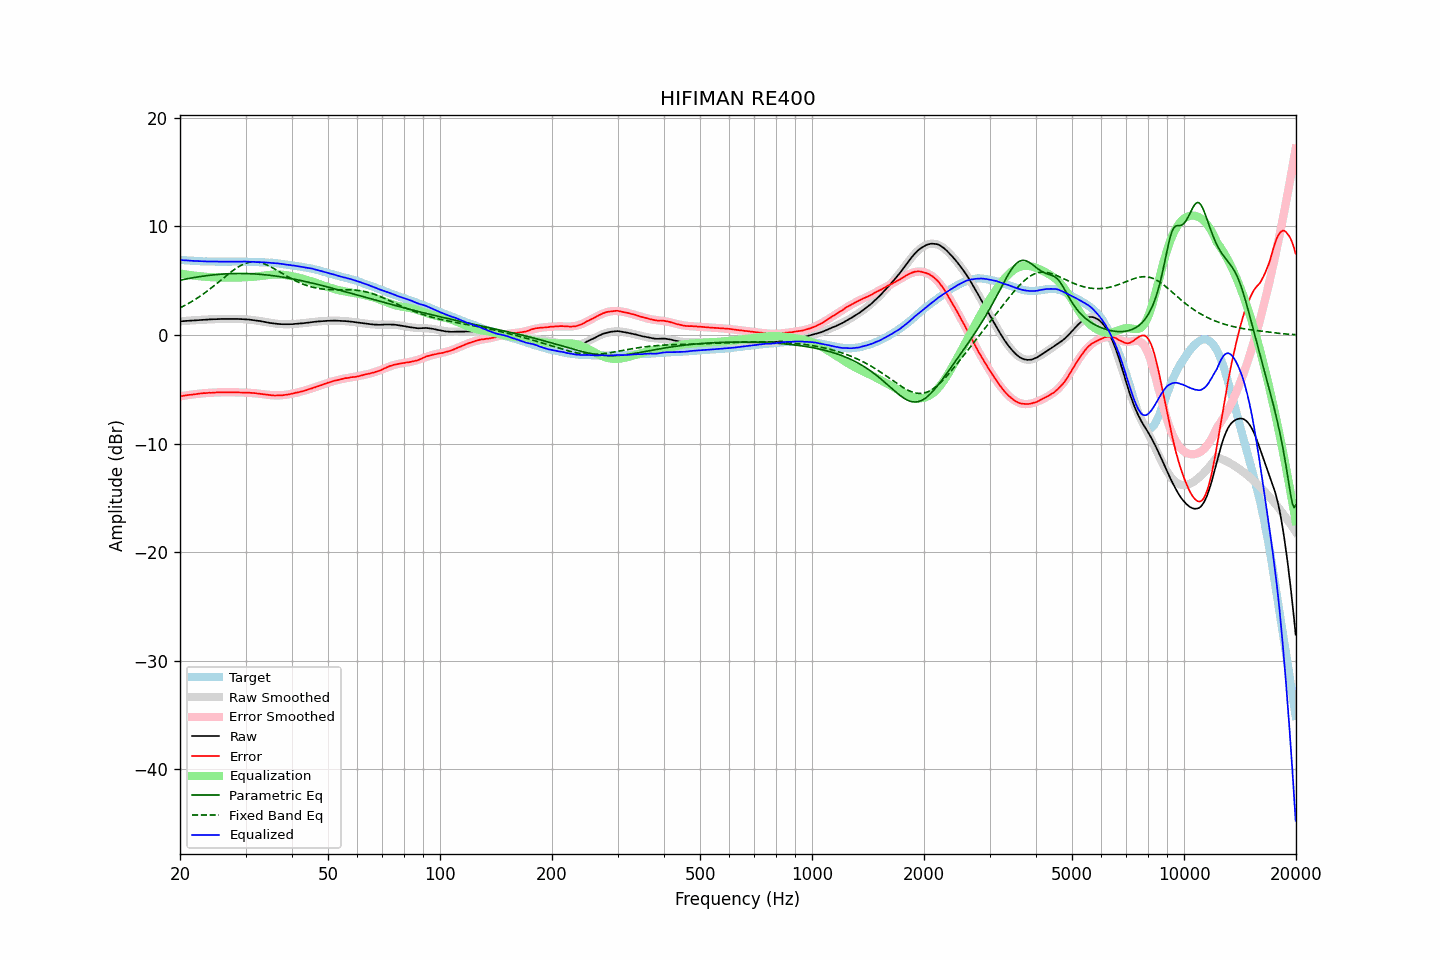 HIFIMAN RE400
20
10
0
−10
−20
−30
−40
Amplitude (dBr)
Target
Raw Smoothed
Error Smoothed
Raw
Error
Equalization
Parametric Eq
Fixed Band Eq
Equalized
20 50 100 200 500 1000 2000 5000 10000 20000
Frequency (Hz)